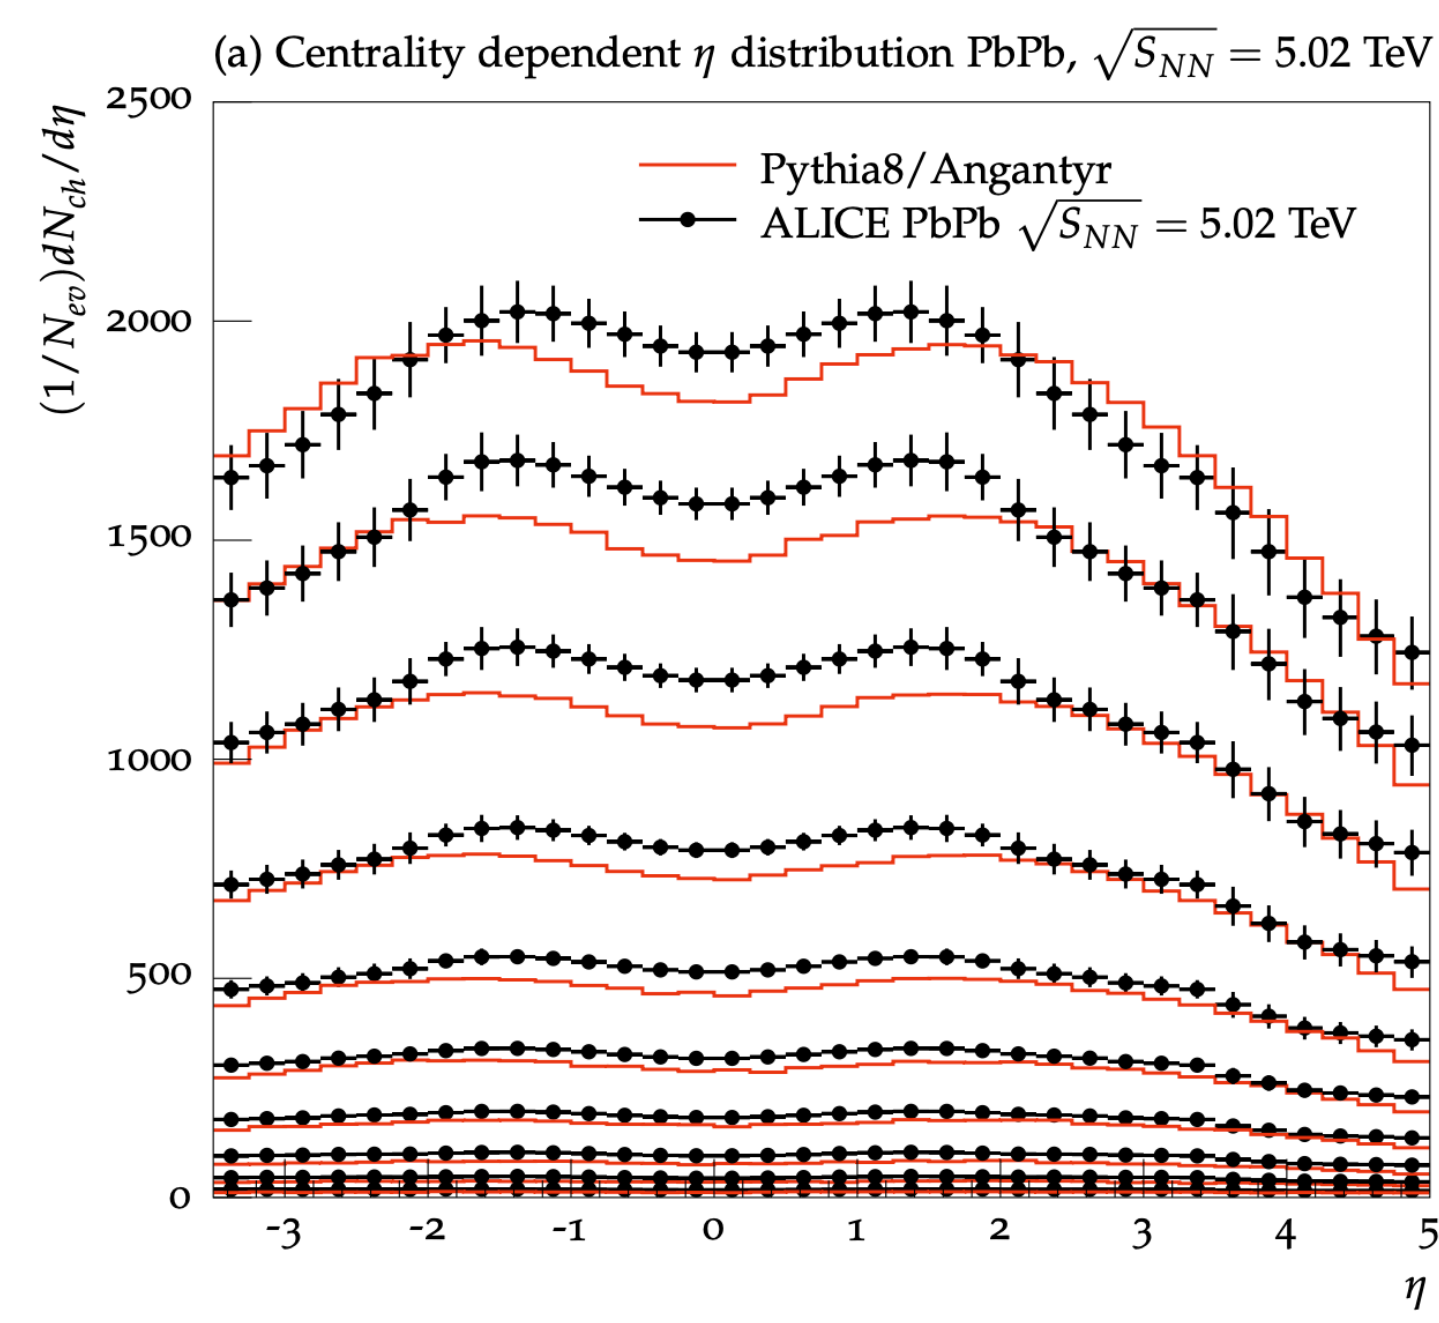 (a) Centrality dependent η distribution PbPb, √S_NN = 5.02 TeV
(1/N_ev)dN_ch/dη
2500
2000
1500
1000
500
0
Pythia8/Angantyr
ALICE PbPb √S_NN = 5.02 TeV
-3 -2 -1 0 1 2 3 4 5
η